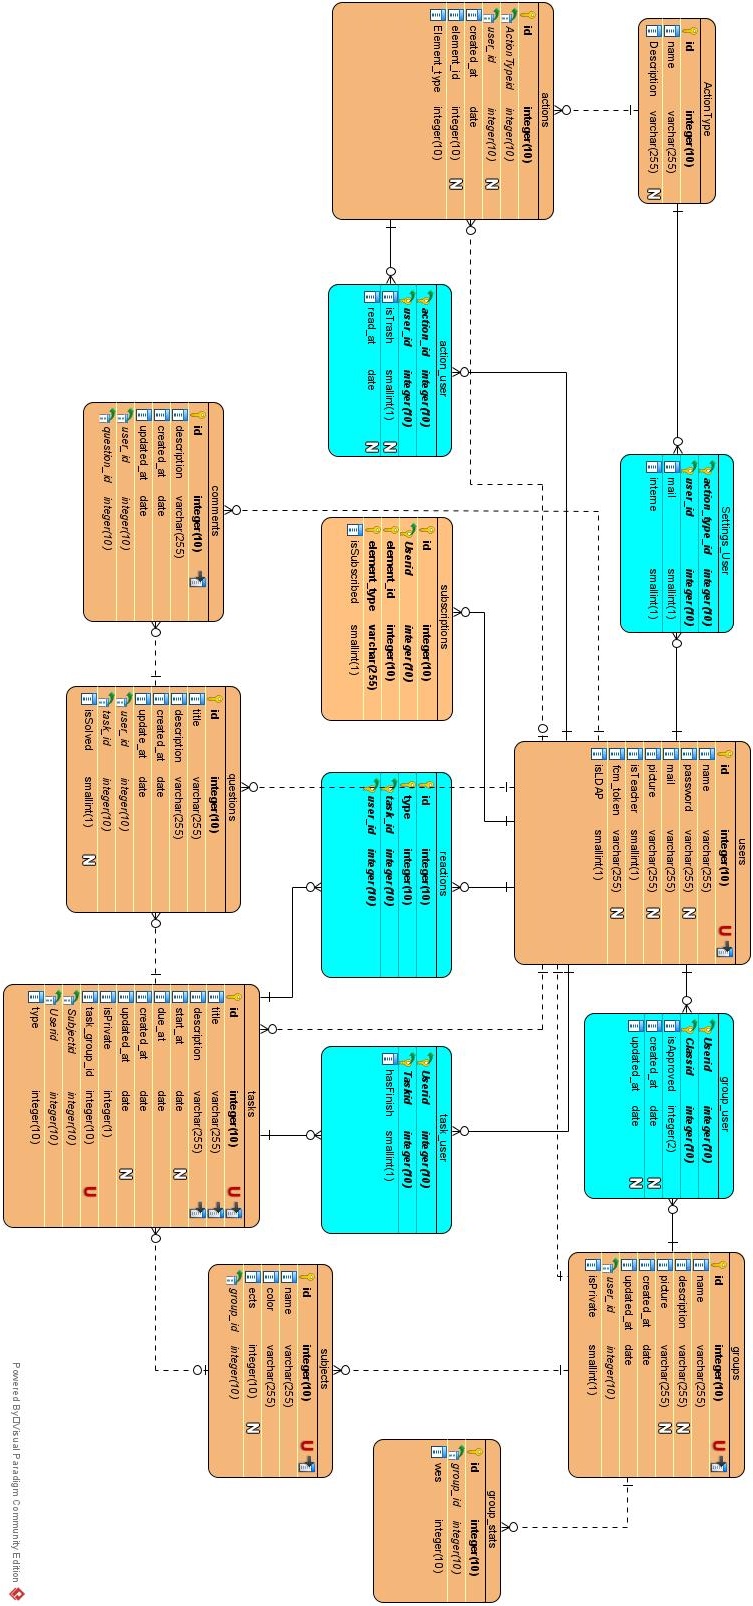 ActionType
id integer(10)
name varchar(255)
Description varchar(255) N
actions
id integer(10)
ActionTypeid integer(10)
user_id integer(10) N
created_at date
element_id integer(10) N
Element_type integer(10)
Settings_User
action_type_id integer(10)
user_id integer(10)
mail smallint(1)
interne smallint(1)
action_user
action_id integer(10)
user_id integer(10)
isTrash smallint(1) N
read_at date N
users
id integer(10) U
name varchar(255)
password varchar(255) N
mail varchar(255)
picture varchar(255) N
isTeacher smallint(1)
fcm_token varchar(255) N
isLDAP smallint(1)
subscriptions
id integer(10)
Userid integer(10)
element_id integer(10)
element_type varchar(255)
isSubscribed smallint(1)
comments
id integer(10)
description varchar(255)
created_at date
updated_at date
user_id integer(10)
question_id integer(10)
questions
id integer(10)
title varchar(255)
description varchar(255)
created_at date
update_at date
user_id integer(10)
task_id integer(10)
isSolved smallint(1) N
reactions
id integer(10)
type integer(10)
task_id integer(10)
user_id integer(10)
group_user
Userid integer(10)
Classid integer(10)
isApproved integer(2)
created_at date N
updated_at date N
task_user
Userid integer(10)
Taskid integer(10)
hasFinish smallint(1)
tasks
id integer(10) U
title varchar(255)
description varchar(255)
start_at date N
due_at date
created_at date
updated_at date N
isPrivate integer(1)
task_group_id integer(10) U
Subjectid integer(10)
Userid integer(10)
type integer(10)
groups
id integer(10) U
name varchar(255)
description varchar(255) N
picture varchar(255) N
created_at date
updated_at date
user_id integer(10)
isPrivate smallint(1)
subjects
id integer(10) U
name varchar(255)
color varchar(255)
ects integer(10) N
group_id integer(10)
group_stats
id integer(10)
group_id integer(10)
wes integer(10)
Powered By Visual Paradigm Community Edition